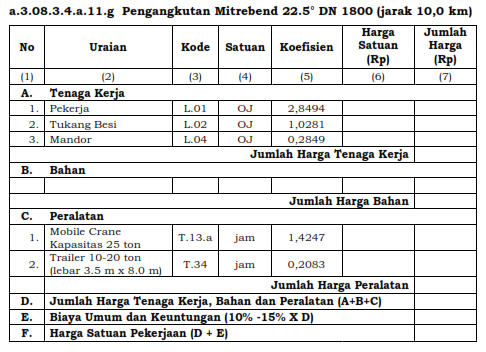 a.3.08.3.4.a.11.g Pengangkutan Mitrebend 22.5° DN 1800 (jarak 10,0 km)
No Uraian Kode Satuan Koefisien Harga Satuan (Rp) Jumlah Harga (Rp)
(1) (2) (3) (4) (5) (6) (7)
A. Tenaga Kerja
1. Pekerja L.01 OJ 2,8494
2. Tukang Besi L.02 OJ 1,0281
3. Mandor L.04 OJ 0,2849
Jumlah Harga Tenaga Kerja
B. Bahan
Jumlah Harga Bahan
C. Peralatan
1. Mobile Crane Kapasitas 25 ton T.13.a jam 1,4247
2. Trailer 10-20 ton (lebar 3.5 m x 8.0 m) T.34 jam 0,2083
Jumlah Harga Peralatan
D. Jumlah Harga Tenaga Kerja, Bahan dan Peralatan (A+B+C)
E. Biaya Umum dan Keuntungan (10% -15% X D)
F. Harga Satuan Pekerjaan (D + E)